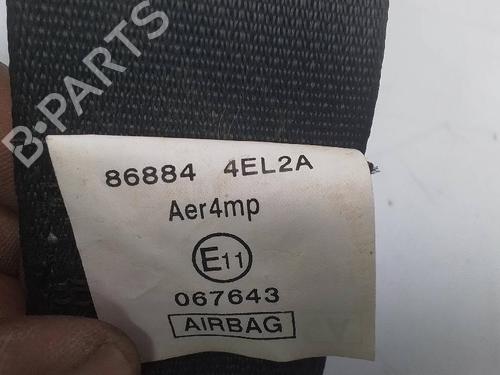 B-PARTS
86884 4EL2A
Aer4mp
E11
067643
AIRBAG